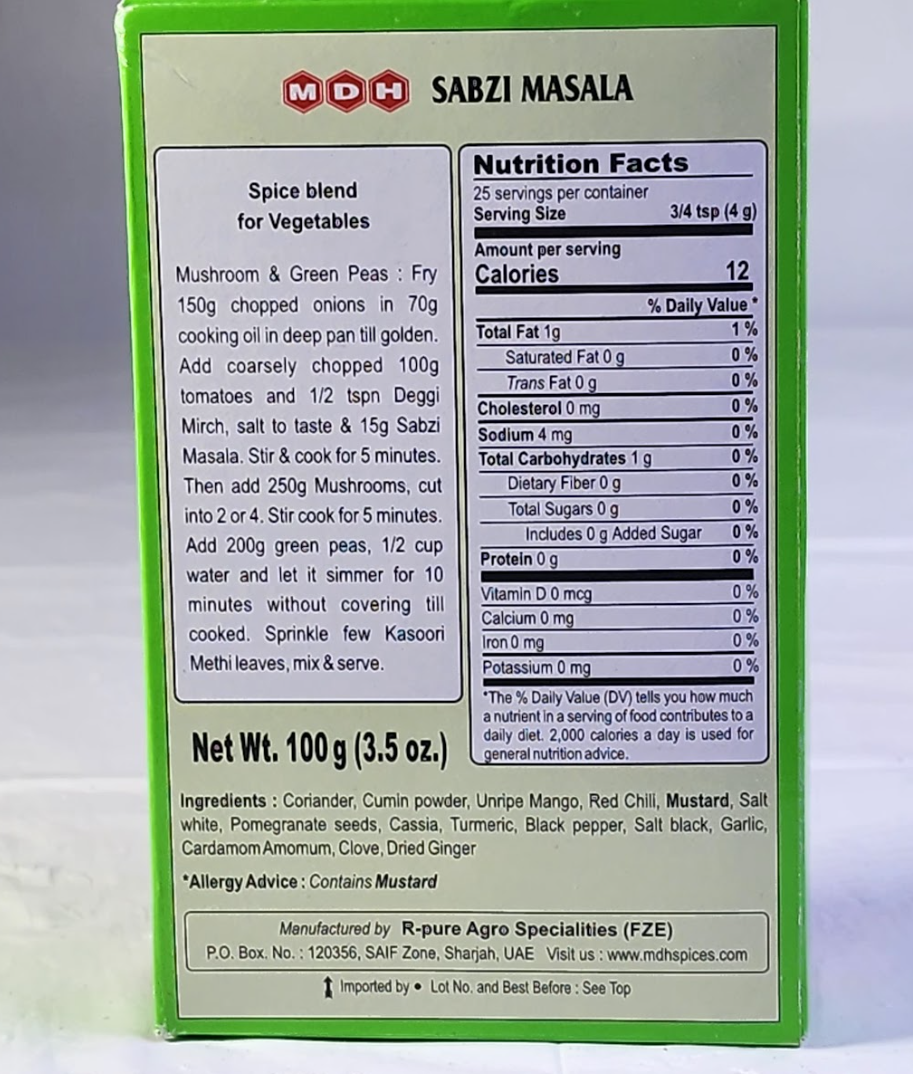 MDH SABZI MASALA
Spice blend
for Vegetables
Mushroom & Green Peas : Fry
150g chopped onions in 70g
cooking oil in deep pan till golden.
Add coarsely chopped 100g
tomatoes and 1/2 tspn Deggi
Mirch, salt to taste & 15g Sabzi
Masala. Stir & cook for 5 minutes.
Then add 250g Mushrooms, cut
into 2 or 4. Stir cook for 5 minutes.
Add 200g green peas, 1/2 cup
water and let it simmer for 10
minutes without covering till
cooked. Sprinkle few Kasoori
Methi leaves, mix & serve.
Net Wt. 100 g (3.5 oz.)
Nutrition Facts
25 servings per container
Serving Size 3/4 tsp (4 g)
Amount per serving
Calories 12
% Daily Value *
Total Fat 1g 1 %
Saturated Fat 0 g 0 %
Trans Fat 0 g 0 %
Cholesterol 0 mg 0 %
Sodium 4 mg 0 %
Total Carbohydrates 1 g 0 %
Dietary Fiber 0 g 0 %
Total Sugars 0 g 0 %
Includes 0 g Added Sugar 0 %
Protein 0 g 0 %
Vitamin D 0 mcg 0 %
Calcium 0 mg 0 %
Iron 0 mg 0 %
Potassium 0 mg 0 %
*The % Daily Value (DV) tells you how much
a nutrient in a serving of food contributes to a
daily diet. 2,000 calories a day is used for
general nutrition advice.
Ingredients : Coriander, Cumin powder, Unripe Mango, Red Chili, Mustard, Salt
white, Pomegranate seeds, Cassia, Turmeric, Black pepper, Salt black, Garlic,
Cardamom Amomum, Clove, Dried Ginger
*Allergy Advice : Contains Mustard
Manufactured by R-pure Agro Specialities (FZE)
P.O. Box. No. : 120356, SAIF Zone, Sharjah, UAE Visit us : www.mdhspices.com
Imported by • Lot No. and Best Before : See Top